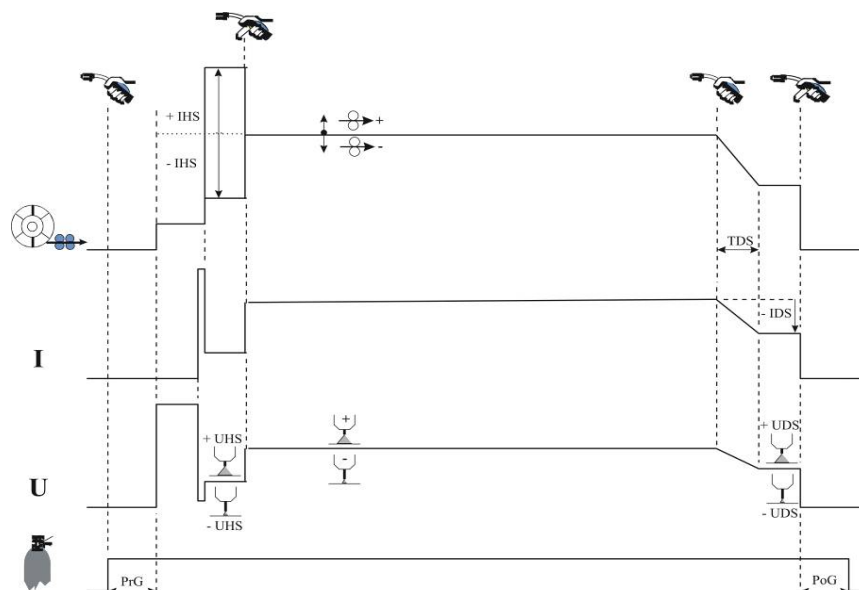 + IHS
+
- IHS
-
TDS
- IDS
I
+
+ UHS
+ UDS
-
U
- UHS
- UDS
PrG
PoG